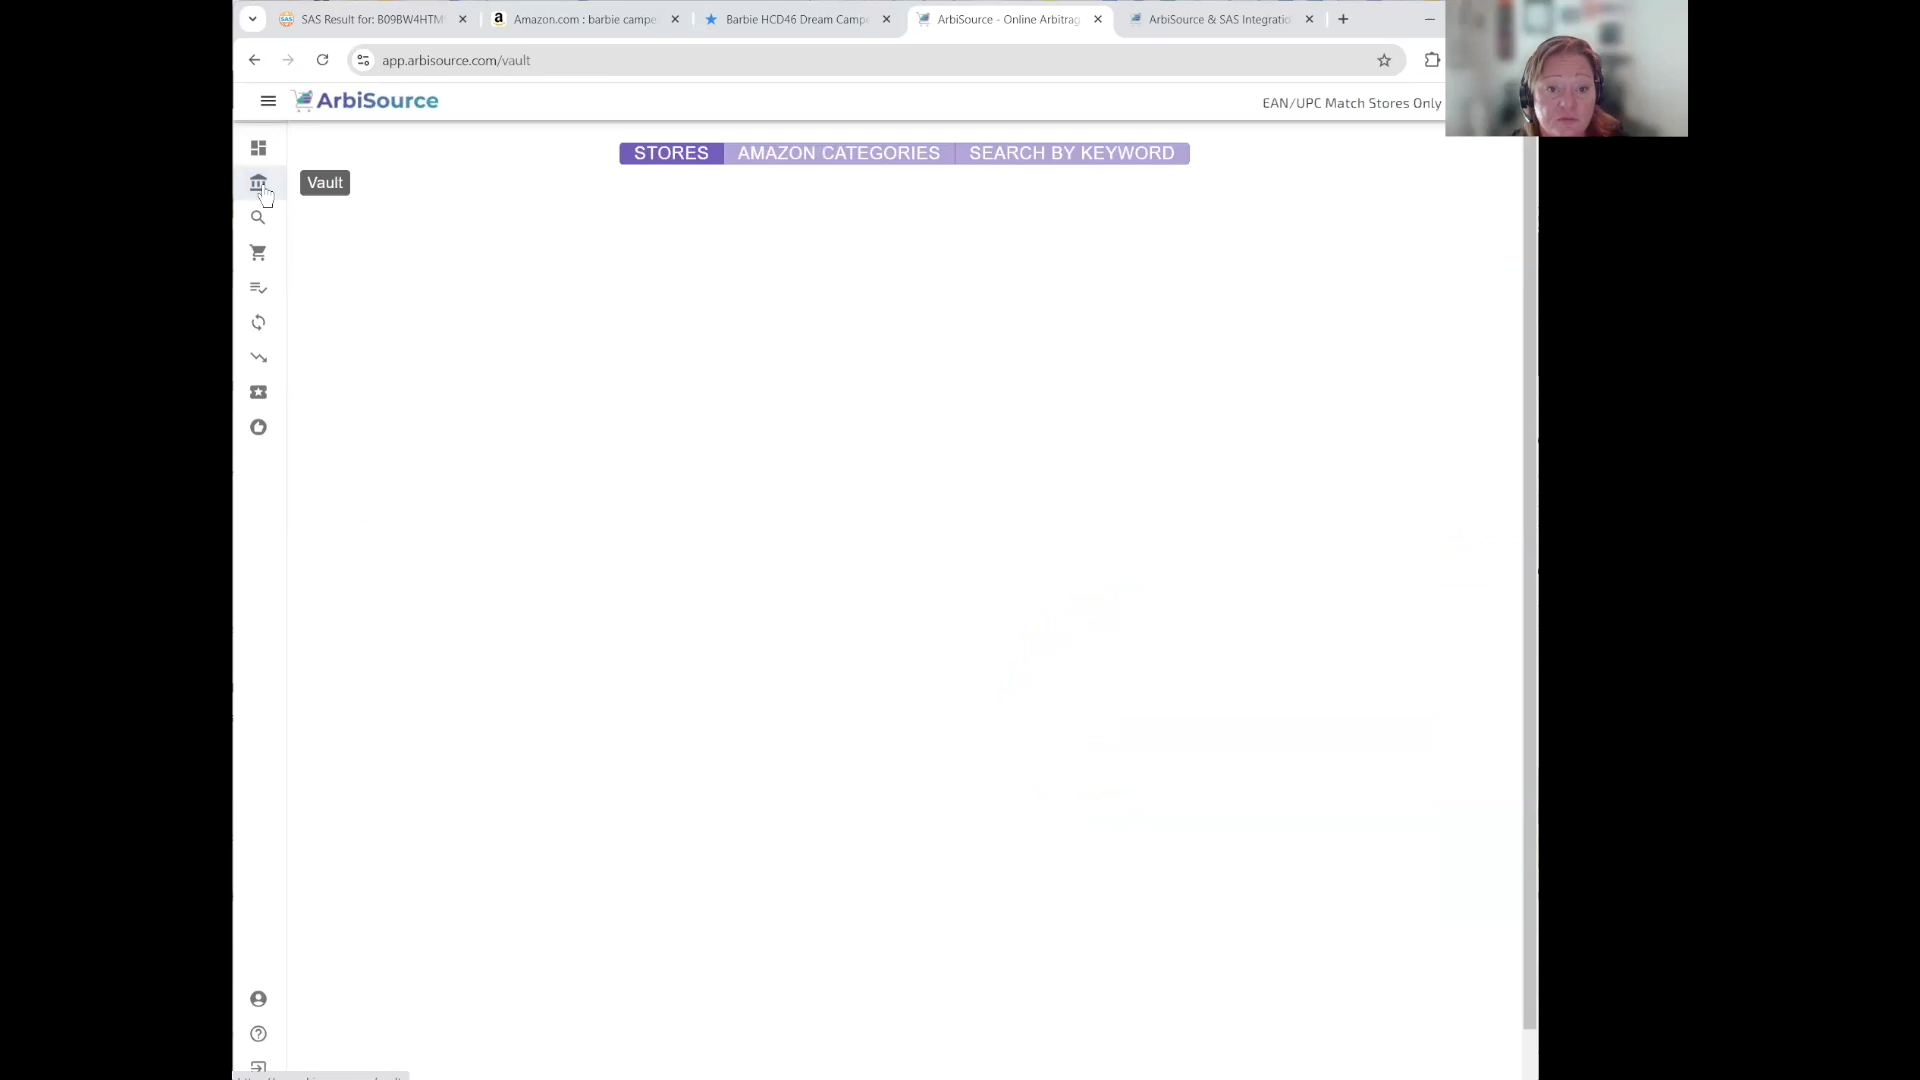 SAS Result for: B09BW4HTM
Amazon.com : barbie campe
Barbie HCD46 Dream Campe
ArbiSource - Online Arbitrag
ArbiSource & SAS Integratio
app.arbisource.com/vault
ArbiSource
EAN/UPC Match Stores Only
STORES
AMAZON CATEGORIES
SEARCH BY KEYWORD
Vault